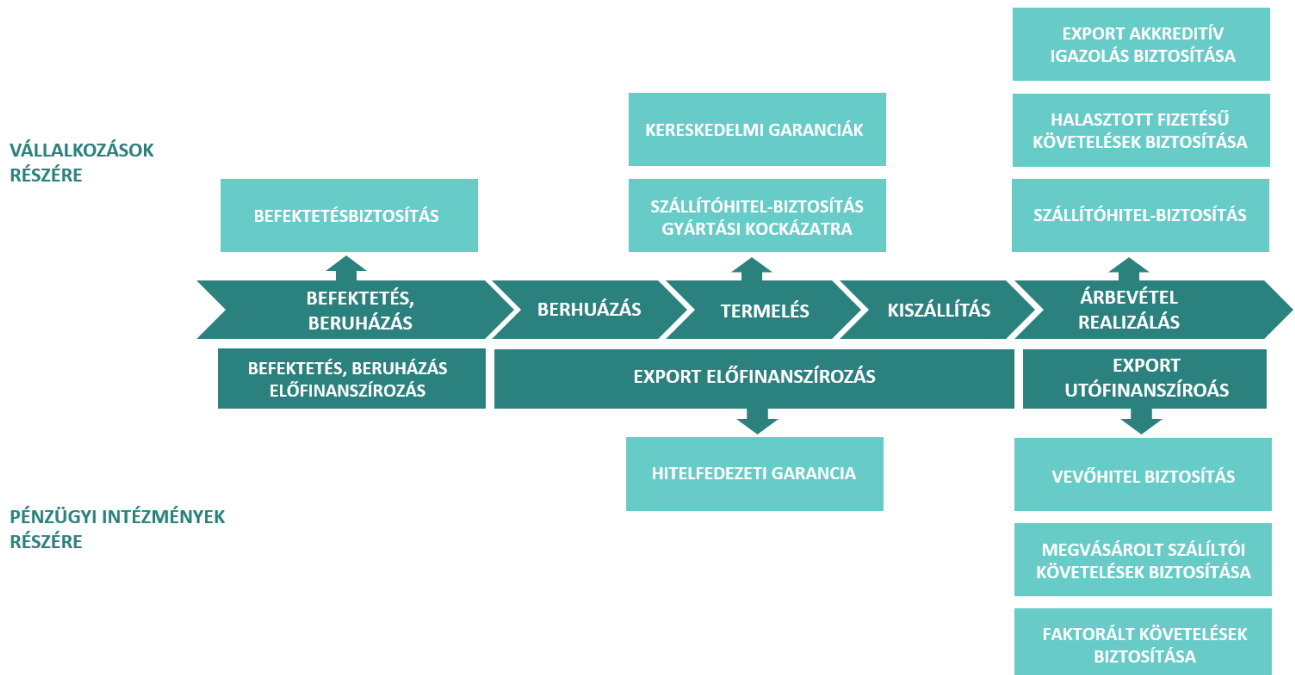 EXPORT AKKREDITÍV
IGAZOLÁS BIZTOSÍTÁSA
KERESKEDELMI GARANCIÁK
HALASZTOTT FIZETÉSŰ
KÖVETELÉSEK BIZTOSÍTÁSA
VÁLLALKOZÁSOK
RÉSZÉRE
BEFEKTETÉSBIZTOSÍTÁS
SZÁLLÍTÓHITEL-BIZTOSÍTÁS
GYÁRTÁSI KOCKÁZATRA
SZÁLLÍTÓHITEL-BIZTOSÍTÁS
BEFEKTETÉS,
BERUHÁZÁS
BERHUÁZÁS
TERMELÉS
KISZÁLLÍTÁS
ÁRBEVÉTEL
REALIZÁLÁS
BEFEKTETÉS, BERUHÁZÁS
ELŐFINANSZÍROZÁS
EXPORT ELŐFINANSZÍROZÁS
EXPORT
UTÓFINANSZÍROÁS
HITELFEDEZETI GARANCIA
VEVŐHITEL BIZTOSÍTÁS
PÉNZÜGYI INTÉZMÉNYEK
RÉSZÉRE
MEGVÁSÁROLT SZÁLÍLTÓI
KÖVETELÉSEK BIZTOSÍTÁSA
FAKTORÁLT KÖVETELÉSEK
BIZTOSÍTÁSA